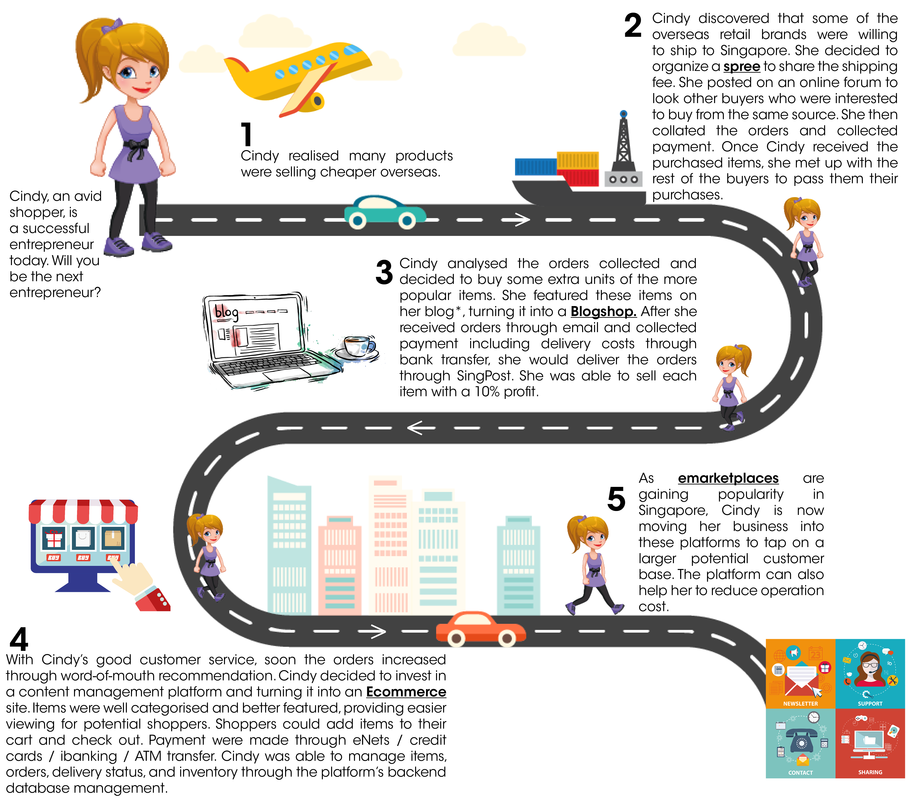 Cindy, an avid
shopper, is
a successful
entrepreneur
today. Will you
be the next
entrepreneur?
1
Cindy realised many products
were selling cheaper overseas.
2
Cindy discovered that some of the
overseas retail brands were willing
to ship to Singapore. She decided to
organize a spree to share the shipping
fee. She posted on an online forum to
look other buyers who were interested
to buy from the same source. She then
collated the orders and collected
payment. Once Cindy received the
purchased items, she met up with the
rest of the buyers to pass them their
purchases.
3
Cindy analysed the orders collected and
decided to buy some extra units of the more
popular items. She featured these items on
her blog*, turning it into a Blogshop. After she
received orders through email and collected
payment including delivery costs through
bank transfer, she would deliver the orders
through SingPost. She was able to sell each
item with a 10% profit.
blog
4
With Cindy's good customer service, soon the orders increased
through word-of-mouth recommendation. Cindy decided to invest in
a content management platform and turning it into an Ecommerce
site. Items were well categorised and better featured, providing easier
viewing for potential shoppers. Shoppers could add items to their
cart and check out. Payment were made through eNets / credit
cards / ibanking / ATM transfer. Cindy was able to manage items,
orders, delivery status, and inventory through the platform's backend
database management.
5
As emarketplaces are
gaining popularity in
Singapore, Cindy is now
moving her business into
these platforms to tap on a
larger potential customer
base. The platform can also
help her to reduce operation
cost.
NEWSLETTER
SUPPORT
CONTACT
SHARING